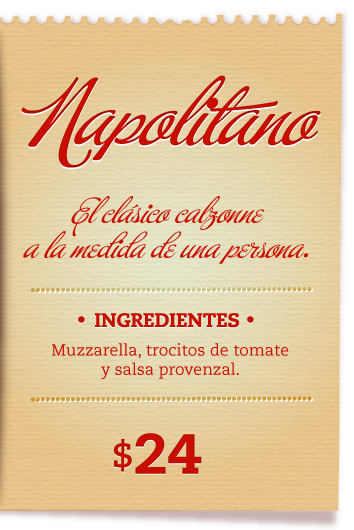 Napolitano
El clásico calzonne
a la medida de una persona.
• INGREDIENTES •
Muzzarella, trocitos de tomate
y salsa provenzal.
$24